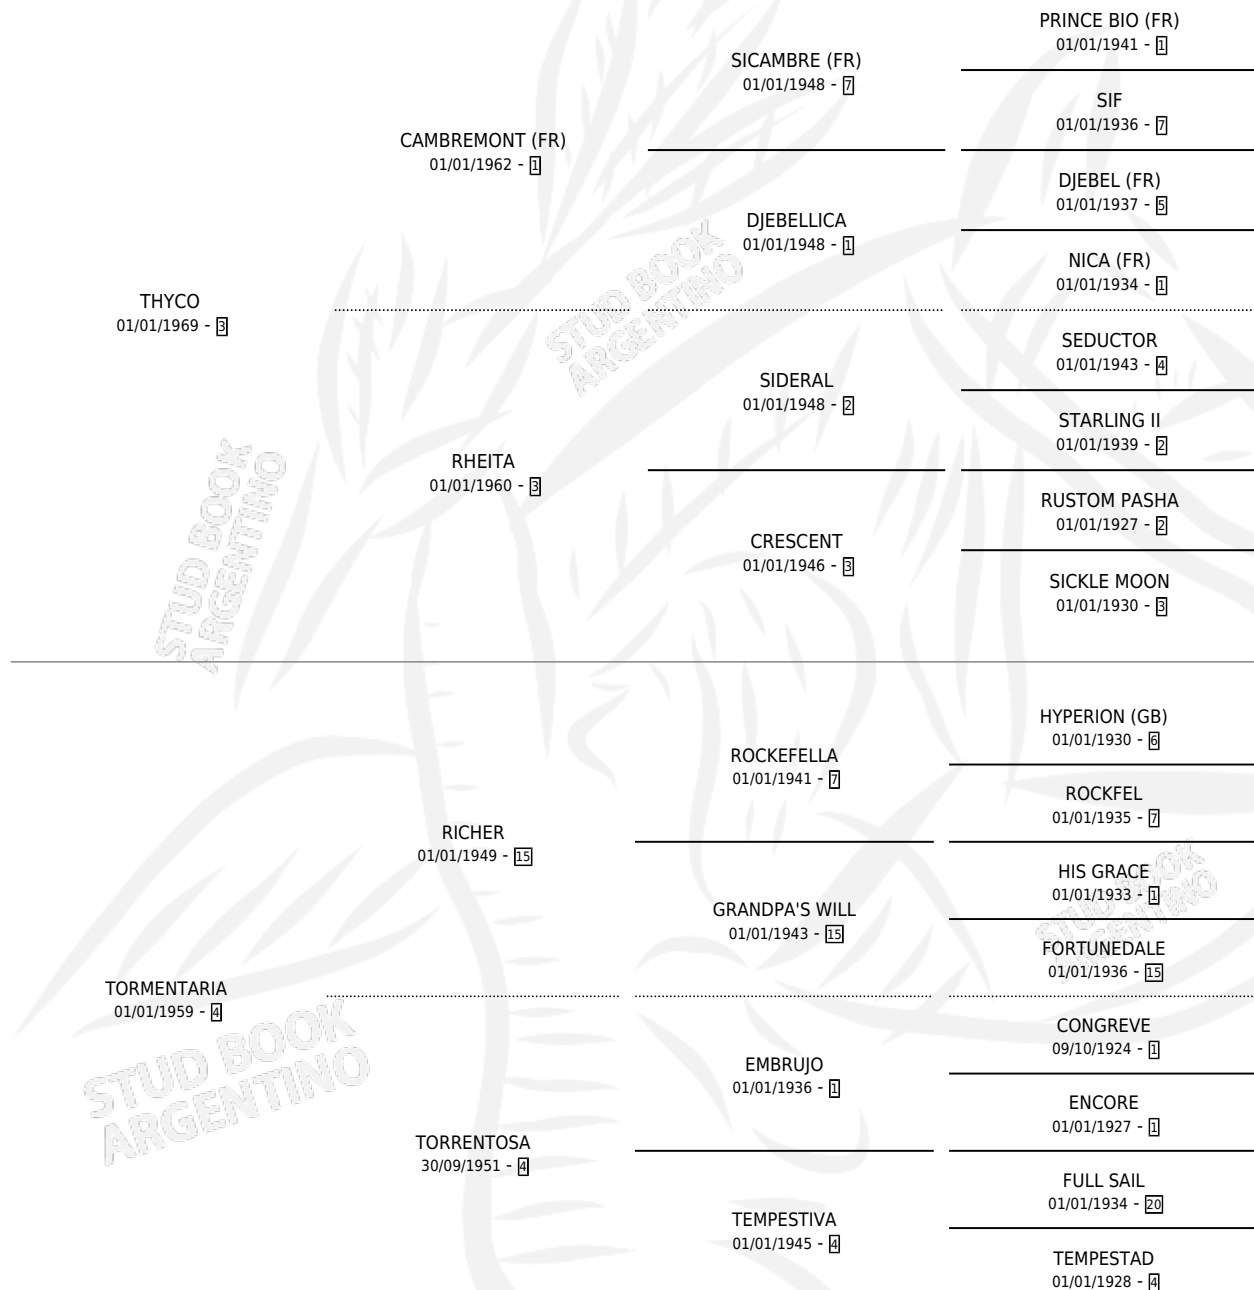 PRINCE BIO (FR)
01/01/1941 - 1
SICAMBRE (FR)
01/01/1948 - 7
SIF
01/01/1936 - 7
CAMBREMONT (FR)
01/01/1962 - 1
DJEBEL (FR)
01/01/1937 - 5
DJEBELLICA
01/01/1948 - 1
NICA (FR)
01/01/1934 - 1
THYCO
01/01/1969 - 3
SEDUCTOR
01/01/1943 - 4
SIDERAL
01/01/1948 - 2
STARLING II
01/01/1939 - 2
RHEITA
01/01/1960 - 3
RUSTOM PASHA
01/01/1927 - 2
CRESCENT
01/01/1946 - 3
SICKLE MOON
01/01/1930 - 3
STUD BOOK
ARGENTINO
STUD BOOK
ARGENTINO
HYPERION (GB)
01/01/1930 - 6
ROCKEFELLA
01/01/1941 - 7
ROCKFEL
01/01/1935 - 7
RICHER
01/01/1949 - 15
HIS GRACE
01/01/1933 - 1
GRANDPA'S WILL
01/01/1943 - 15
FORTUNEDALE
01/01/1936 - 15
STUD BOOK
ARGENTINO
TORMENTARIA
01/01/1959 - 4
CONGREVE
09/10/1924 - 1
EMBRUJO
01/01/1936 - 1
ENCORE
01/01/1927 - 1
TORRENTOSA
30/09/1951 - 4
FULL SAIL
01/01/1934 - 20
TEMPESTIVA
01/01/1945 - 4
TEMPESTAD
01/01/1928 - 4
STUD BOOK
ARGENTINO